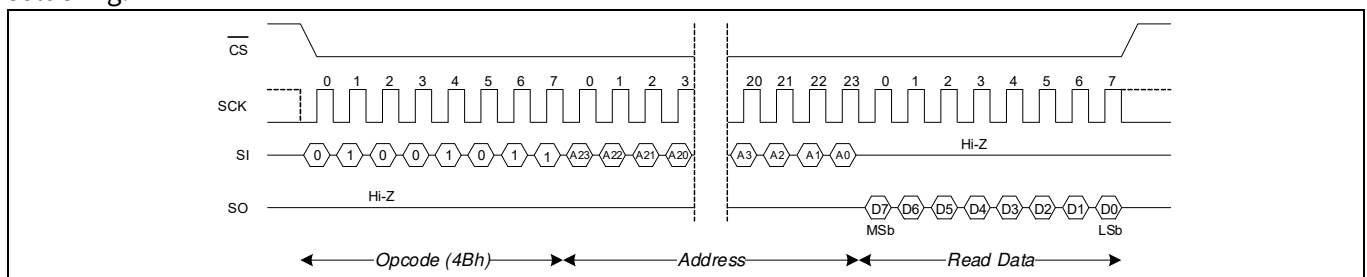 CS
0 1 2 3 4 5 6 7 0 1 2 3 20 21 22 23 0 1 2 3 4 5 6 7
SCK
SI 0 1 0 0 1 0 1 1 A23 A22 A21 A20 A3 A2 A1 A0 Hi-Z
Hi-Z
SO D7 D6 D5 D4 D3 D2 D1 D0
MSb LSb
Opcode (4Bh) Address Read Data